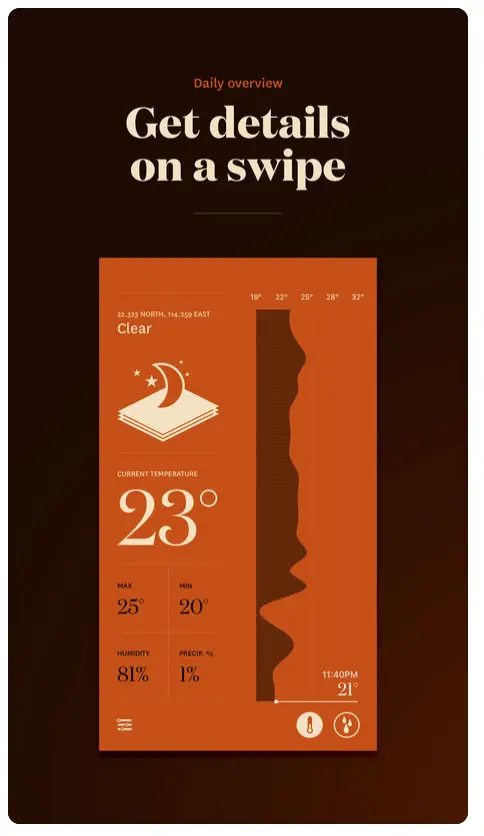 Daily overview
Get details
on a swipe
22.323 NORTH, 114.259 EAST
Clear
CURRENT TEMPERATURE
23°
MAX
25°
MIN
20°
HUMIDITY
81%
PRECIP. %
1%
19° 22° 25° 28° 32°
11:40PM
21°